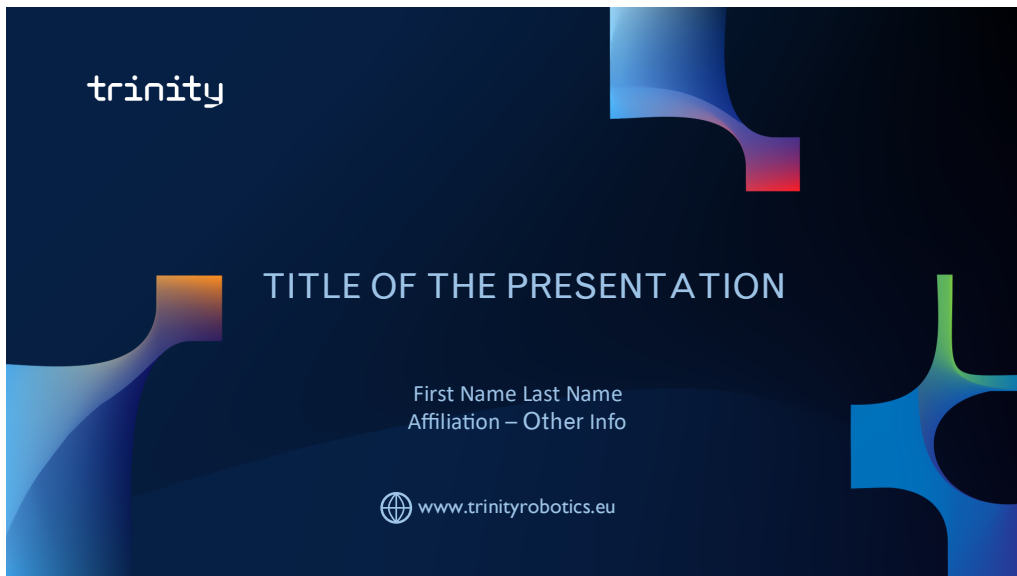 trinity
TITLE OF THE PRESENTATION
First Name Last Name
Affiliation – Other Info
www.trinityrobotics.eu